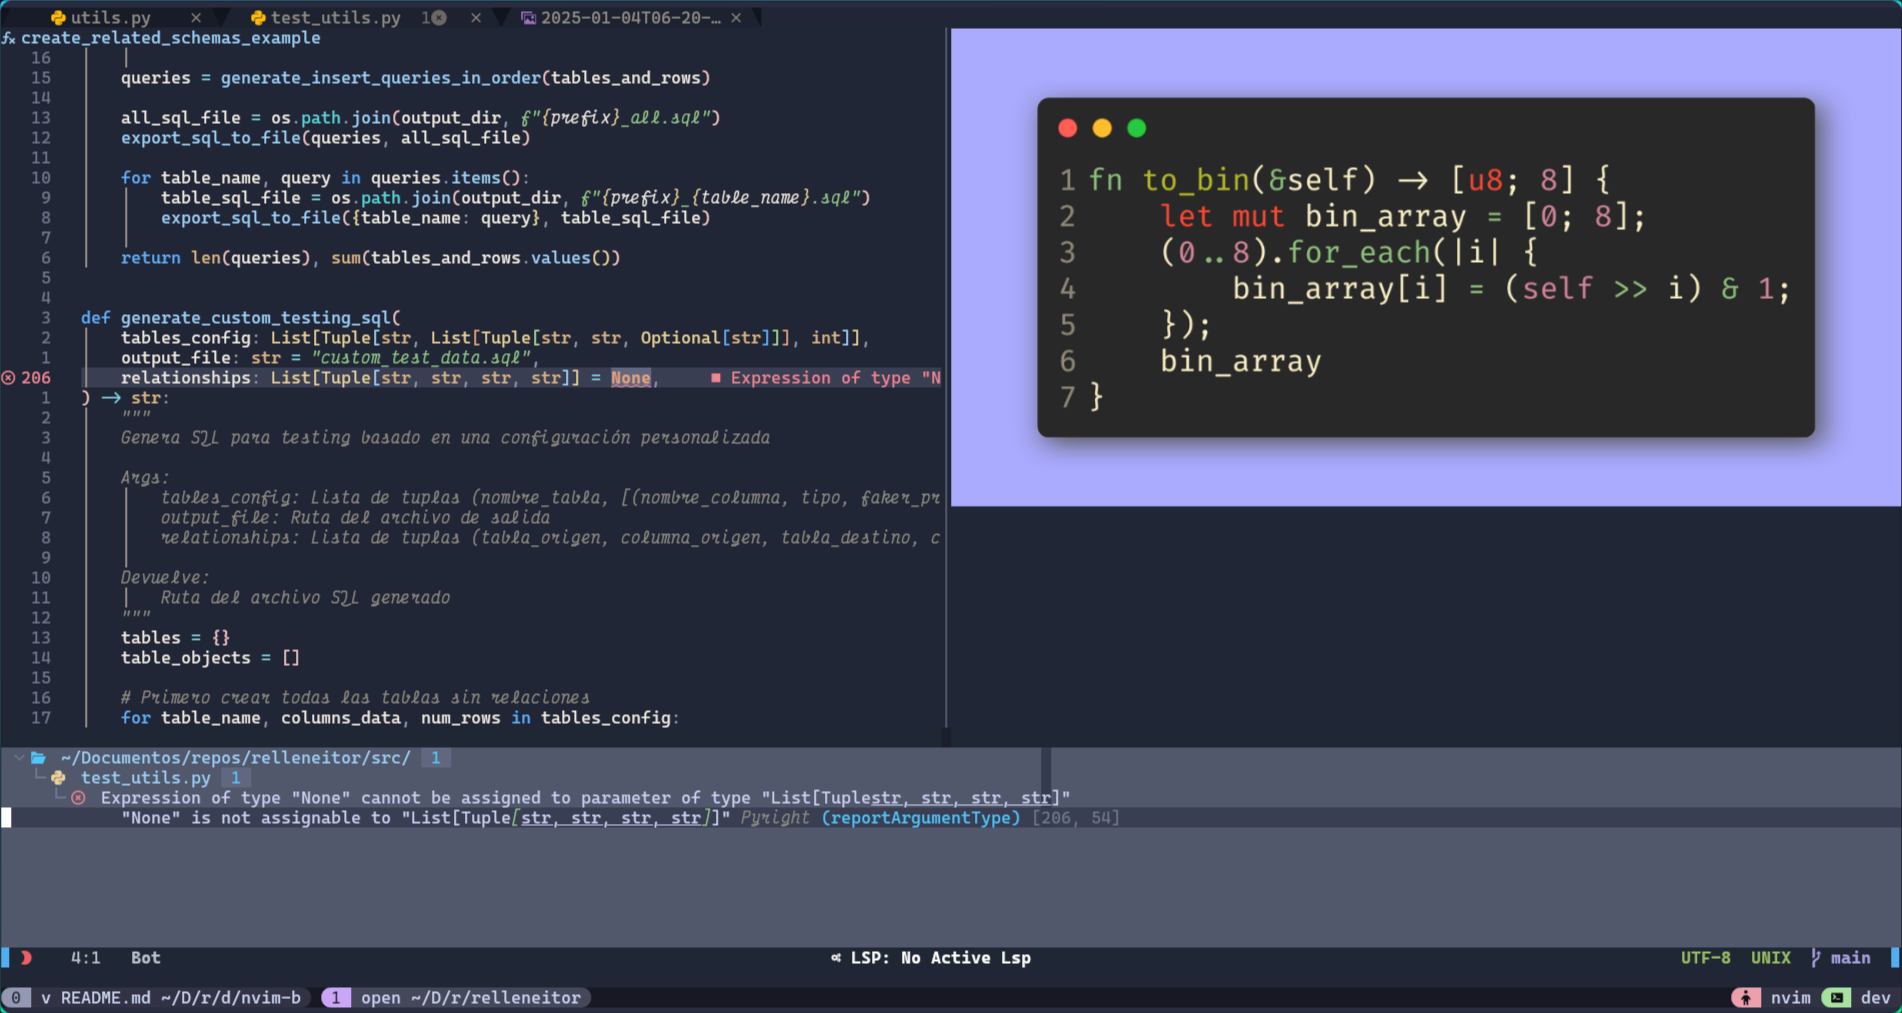 utils.py ×
test_utils.py 1 ×
2025-01-04T06-20-… ×
create_related_schemas_example
16
15 queries = generate_insert_queries_in_order(tables_and_rows)
14
13 all_sql_file = os.path.join(output_dir, f"{prefix}_all.sql")
12 export_sql_to_file(queries, all_sql_file)
11
10 for table_name, query in queries.items():
9 table_sql_file = os.path.join(output_dir, f"{prefix}_{table_name}.sql")
8 export_sql_to_file({table_name: query}, table_sql_file)
7
6 return len(queries), sum(tables_and_rows.values())
5
4
3 def generate_custom_testing_sql(
2 tables_config: List[Tuple[str, List[Tuple[str, str, Optional[str]]], int]],
1 output_file: str = "custom_test_data.sql",
206 relationships: List[Tuple[str, str, str, str]] = None, ■ Expression of type "N
1 ) -> str:
2 """
3 Genera SQL para testing basado en una configuración personalizada
4
5 Args:
6 tables_config: Lista de tuplas (nombre_tabla, [(nombre_columna, tipo, faker_pr
7 output_file: Ruta del archivo de salida
8 relationships: Lista de tuplas (tabla_origen, columna_origen, tabla_destino, c
9
10 Devuelve:
11 Ruta del archivo SQL generado
12 """
13 tables = {}
14 table_objects = []
15
16 # Primero crear todas las tablas sin relaciones
17 for table_name, columns_data, num_rows in tables_config:
1 fn to_bin(&self) -> [u8; 8] {
2 let mut bin_array = [0; 8];
3 (0..8).for_each(|i| {
4 bin_array[i] = (self >> i) & 1;
5 });
6 bin_array
7 }
~/Documentos/repos/relleneitor/src/ 1
test_utils.py 1
Expression of type "None" cannot be assigned to parameter of type "List[Tuplestr, str, str, str]"
"None" is not assignable to "List[Tuple[str, str, str, str]]" Pyright (reportArgumentType) [206, 54]
4:1 Bot LSP: No Active Lsp UTF-8 UNIX main
0 v README.md ~/D/r/d/nvim-b 1 open ~/D/r/relleneitor nvim dev